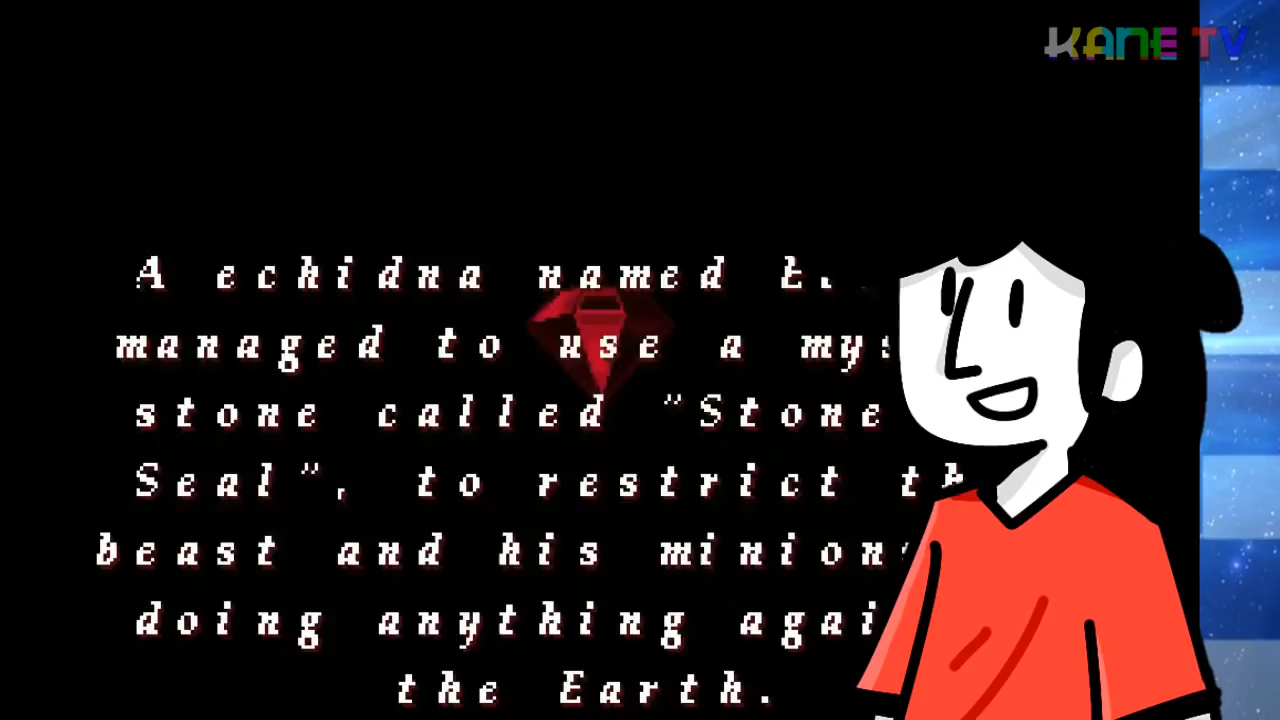 KANE TV
A echidna named
managed to use a
stone called "Stone
Seal", to restrict
beast and his
doing anything
the Earth.